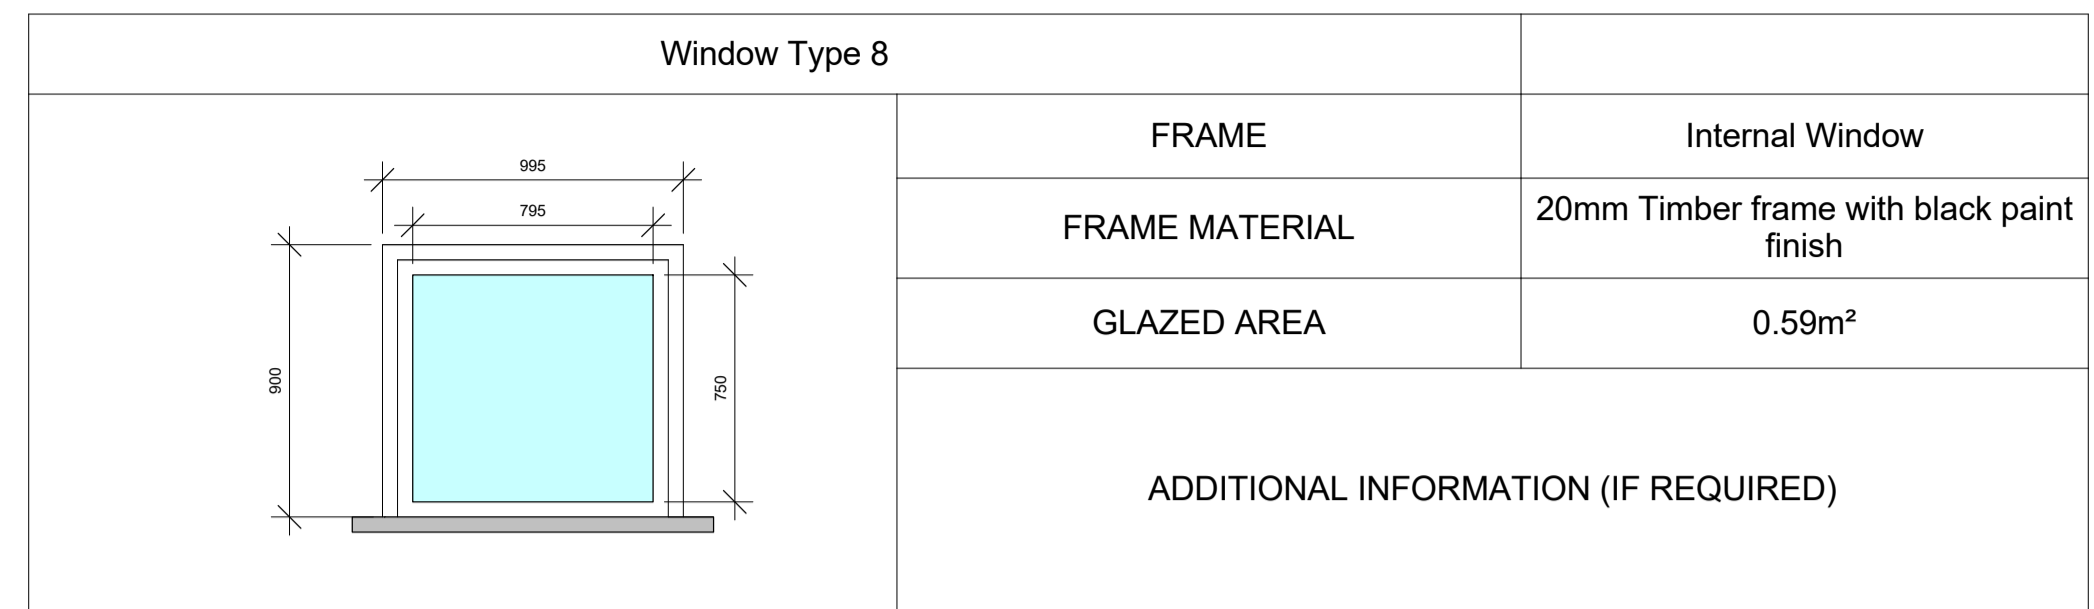 Window Type 8
FRAME
Internal Window
995
795
FRAME MATERIAL
20mm Timber frame with black paint
finish
GLAZED AREA
0.59m²
900
750
ADDITIONAL INFORMATION (IF REQUIRED)